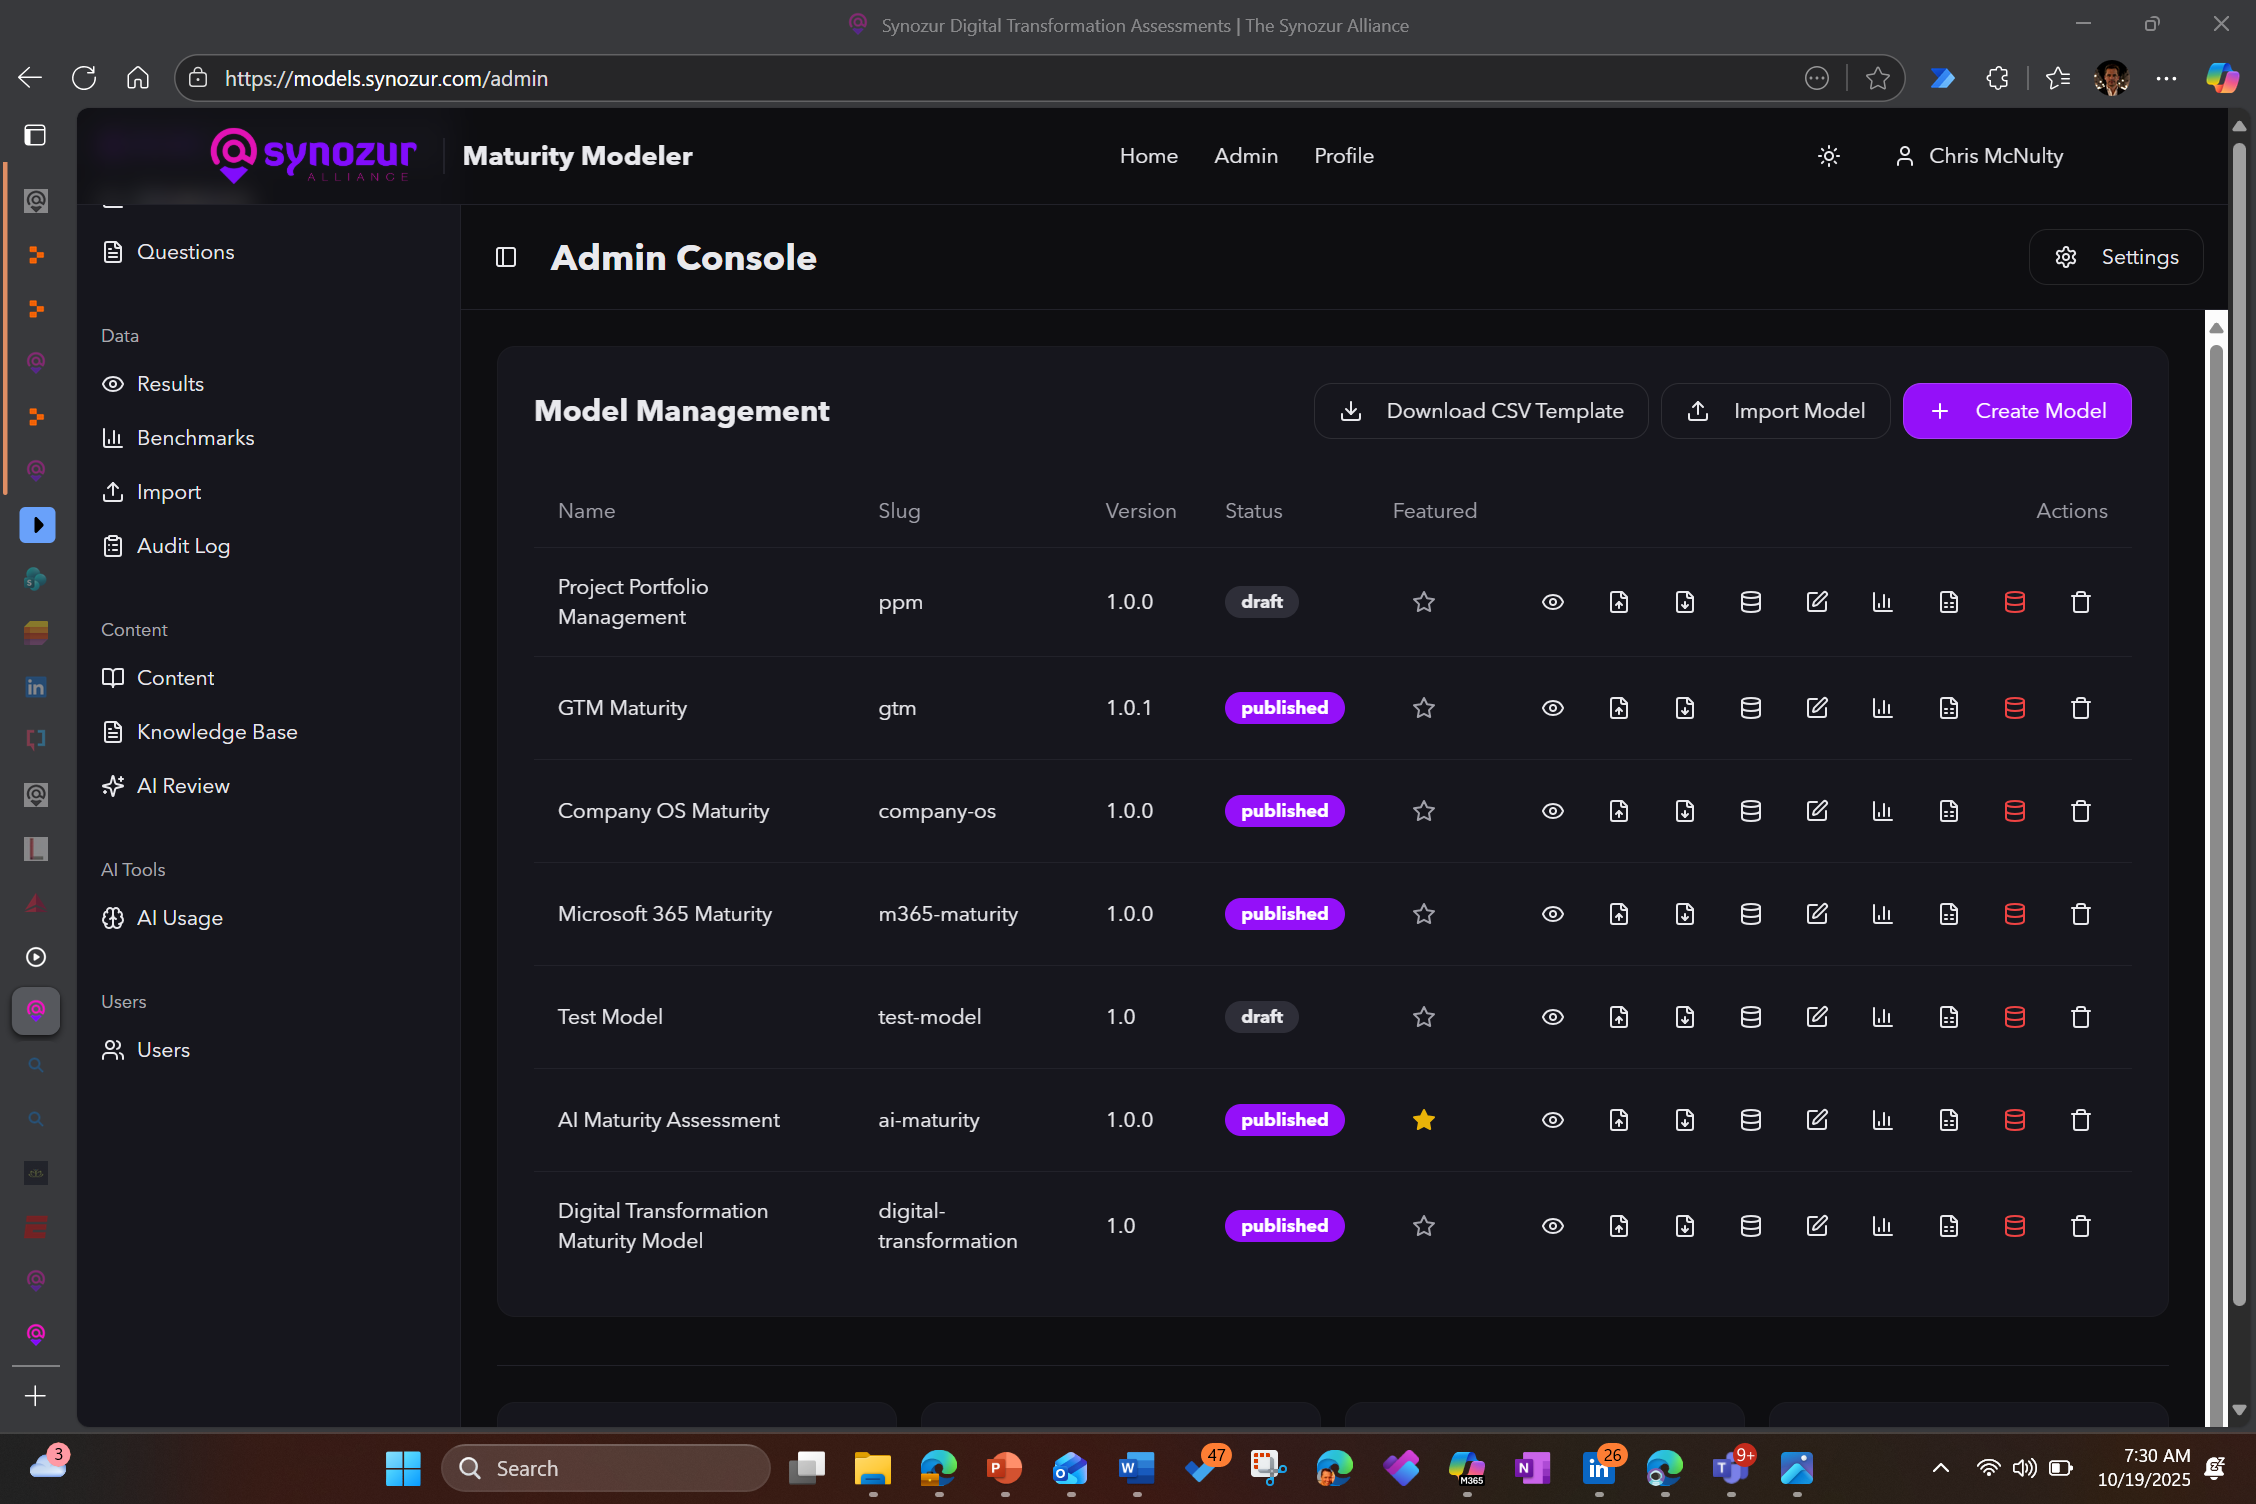 Synozur Digital Transformation Assessments | The Synozur Alliance
https://models.synozur.com/admin
synozur
ALLIANCE
Maturity Modeler
Home
Admin
Profile
Chris McNulty
Questions
Data
Results
Benchmarks
Import
Audit Log
Content
Content
Knowledge Base
AI Review
AI Tools
AI Usage
Users
Users
Admin Console
Settings
Model Management
Download CSV Template
Import Model
Create Model
Name Slug Version Status Featured Actions
Project Portfolio
Management
ppm 1.0.0 draft
GTM Maturity gtm 1.0.1 published
Company OS Maturity company-os 1.0.0 published
Microsoft 365 Maturity m365-maturity 1.0.0 published
Test Model test-model 1.0 draft
AI Maturity Assessment ai-maturity 1.0.0 published
Digital Transformation
Maturity Model
digital-
transformation
1.0 published
3
Search
47
M365
26
9+
7:30 AM
10/19/2025